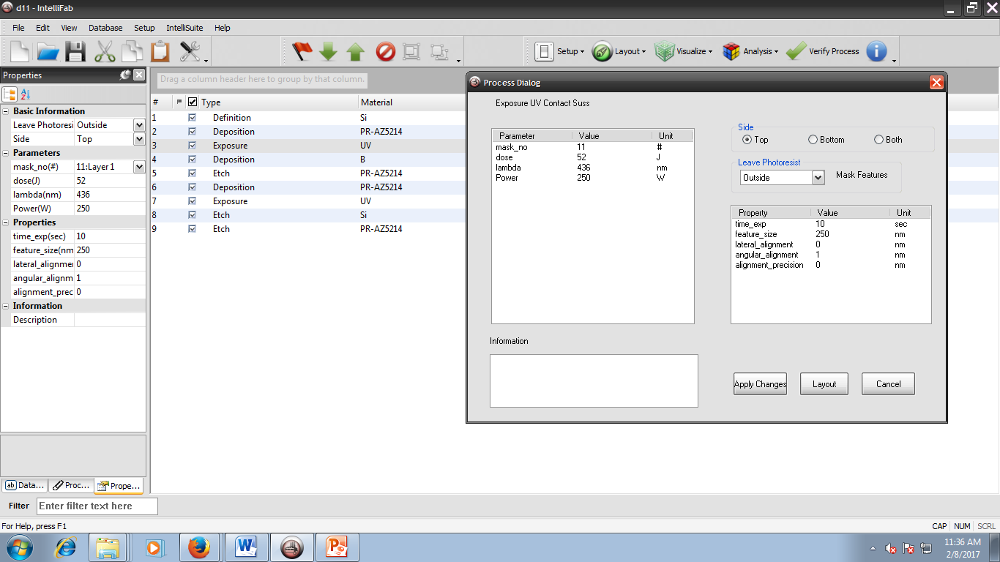 d11 - IntelliFab
File Edit View Database Setup IntelliSuite Help
Setup Layout Visualize Analysis Verify Process
Properties
Basic Information
Leave Photoresi Outside
Side Top
Parameters
mask_no(#) 11:Layer1
dose(J) 52
lambda(nm) 436
Power(W) 250
Properties
time_exp(sec) 10
feature_size(nm 250
lateral_alignmer 0
angular_alignm 1
alignment_prec 0
Information
Description
Data... Proc... Prope...
Drag a column header here to group by that column.
# Type Material
1 Definition Si
2 Deposition PR-AZ5214
3 Exposure UV
4 Deposition B
5 Etch PR-AZ5214
6 Deposition PR-AZ5214
7 Exposure UV
8 Etch Si
9 Etch PR-AZ5214
Process Dialog
Exposure UV Contact Suss
Parameter Value Unit
mask_no 11 #
dose 52 J
lambda 436 nm
Power 250 W
Side
Top Bottom Both
Leave Photoresist
Outside Mask Features
Property Value Unit
time_exp 10 sec
feature_size 250 nm
lateral_alignment 0 nm
angular_alignment 1 nm
alignment_precision 0 nm
Information
Apply Changes Layout Cancel
Filter Enter filter text here
For Help, press F1
CAP NUM SCRL
11:36 AM
2/8/2017